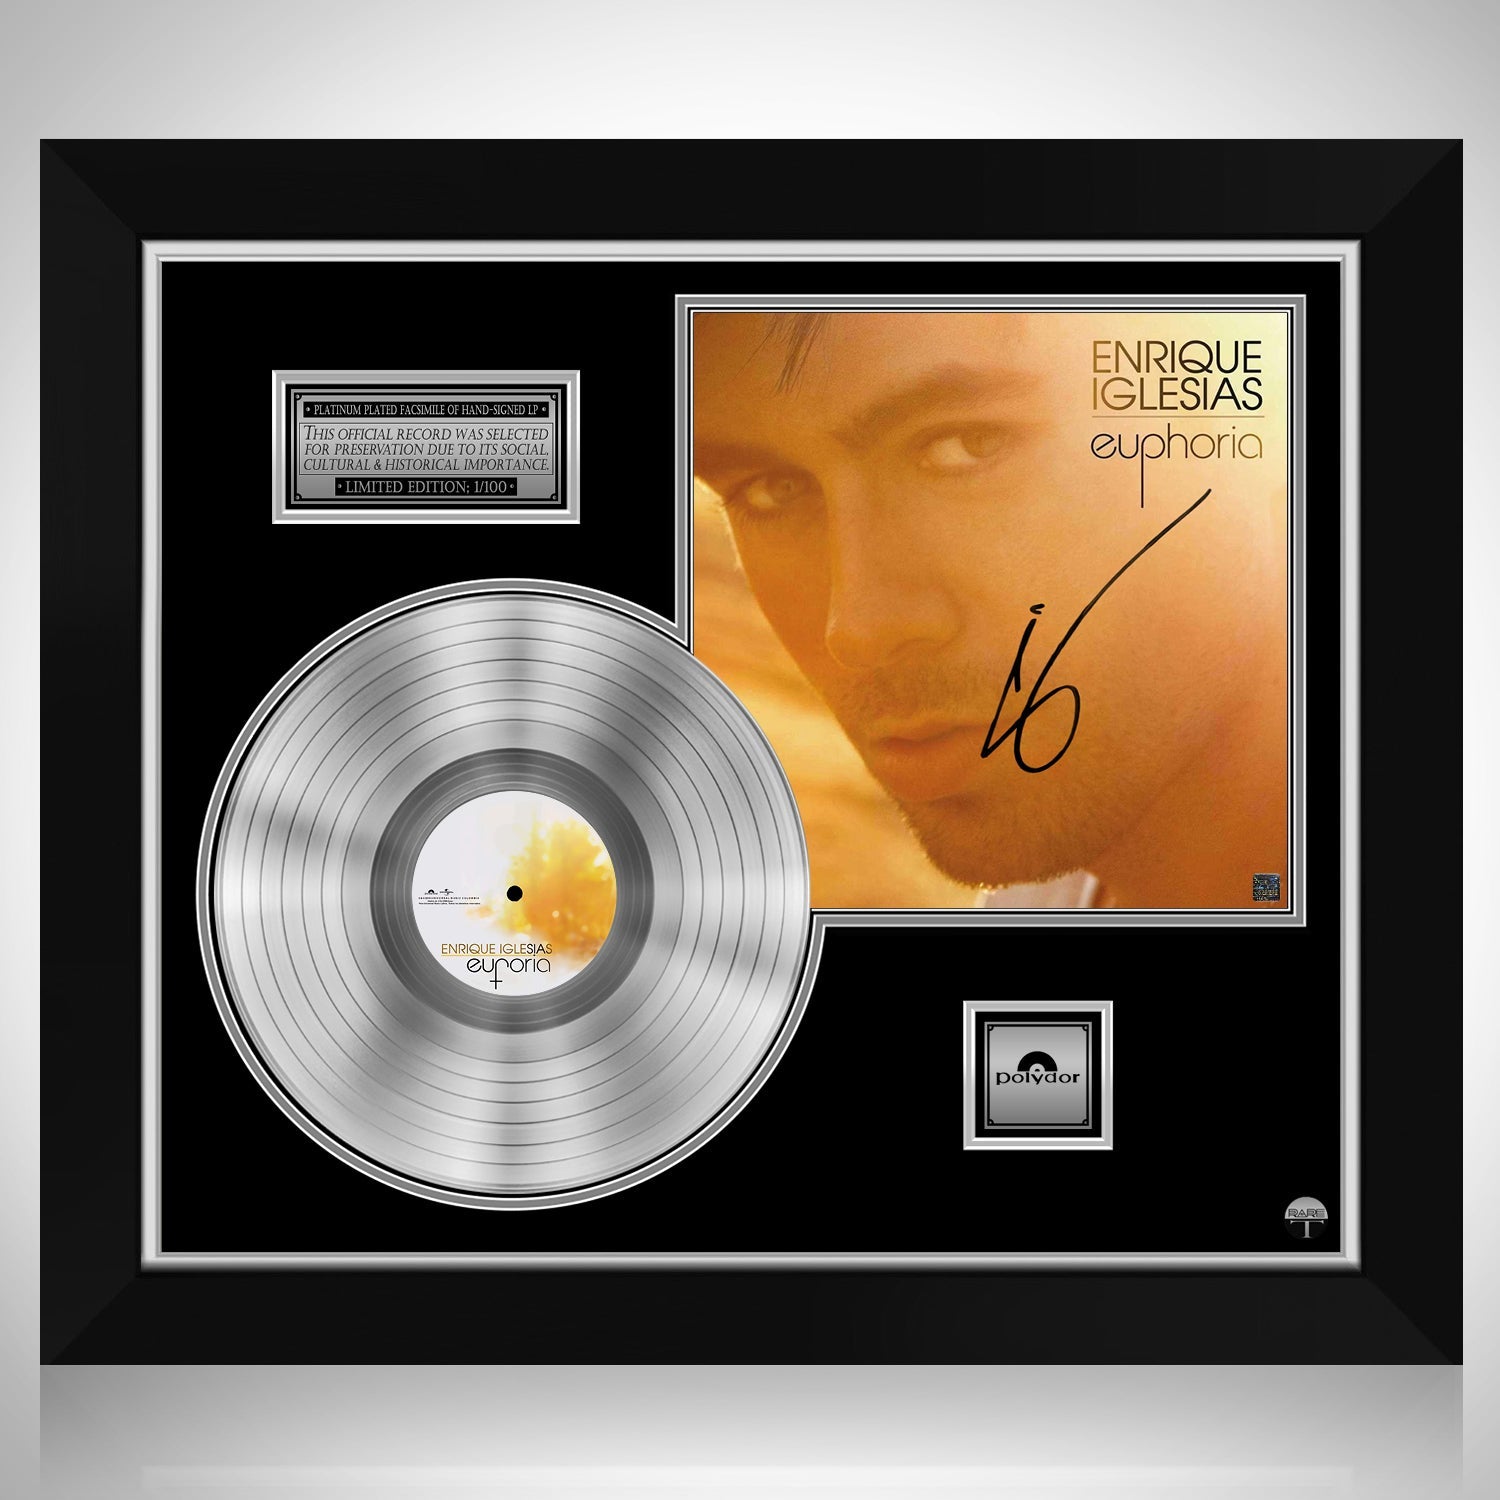 PLATINUM PLATED FACSIMILE OF HAND-SIGNED LP
THIS OFFICIAL RECORD WAS SELECTED
FOR PRESERVATION DUE TO ITS SOCIAL,
CULTURAL & HISTORICAL IMPORTANCE.
LIMITED EDITION; 1/100
ENRIQUE
IGLESIAS
euphoria
ENRIQUE IGLESIAS
euforia
polydor
RARE
T